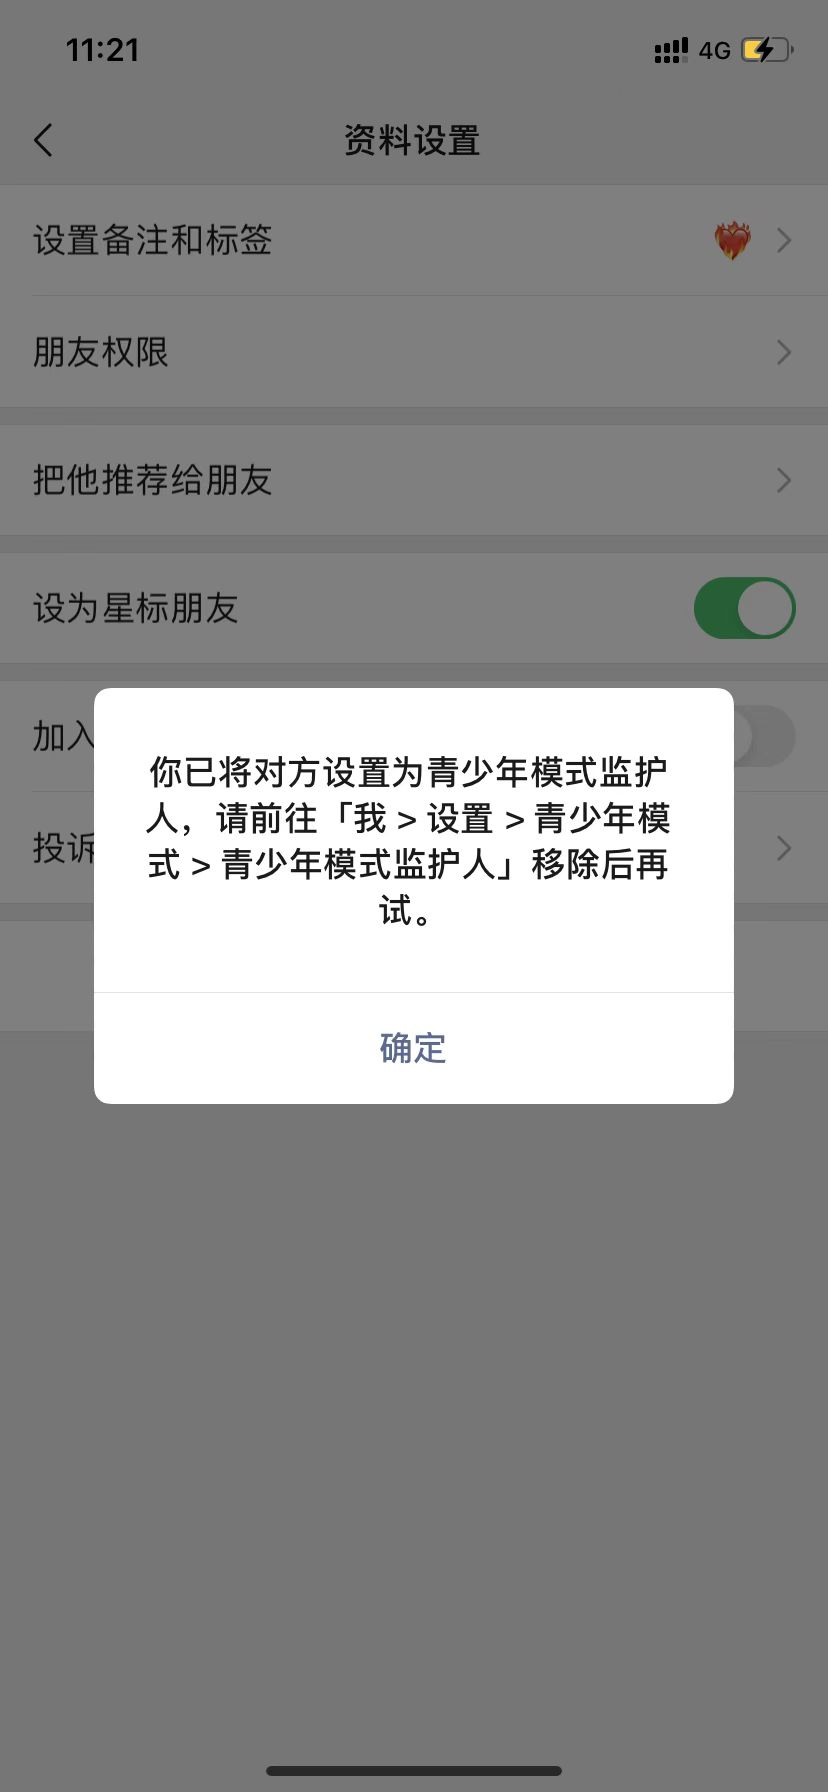 11:21
4G
资料设置
设置备注和标签
朋友权限
把他推荐给朋友
设为星标朋友
加入
投诉
你已将对方设置为青少年模式监护
人，请前往「我 > 设置 > 青少年模
式 > 青少年模式监护人」移除后再
试。
确定